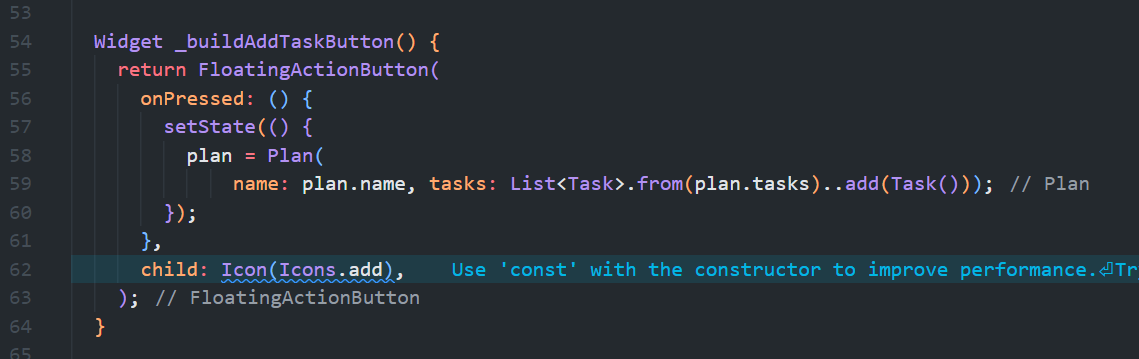 53
54 Widget _buildAddTaskButton() {
55 return FloatingActionButton(
56 onPressed: () {
57 setState(() {
58 plan = Plan(
59 name: plan.name, tasks: List<Task>.from(plan.tasks)..add(Task())); // Plan
60 });
61 },
62 child: Icon(Icons.add), Use 'const' with the constructor to improve performance.⏎Tr
63 ); // FloatingActionButton
64 }
65